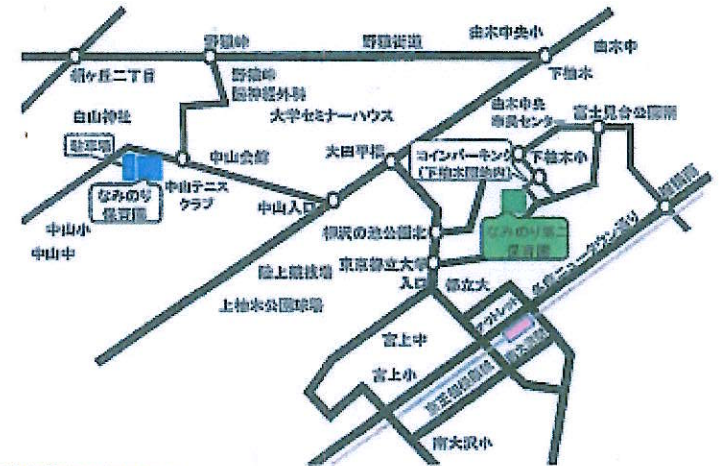 由木中央小
野猿峠
野猿街道
由木中
絹ヶ丘二丁目
野猿峠
脳神経外科
下柚木
白山神社
大学セミナーハウス
由木中央
市民センター
富士見台公園南
駐車場
中山会館
大田平橋
コインパーキング
(下柚木団地内)
下柚木小
なみのり
保育園
中山テニス
クラブ
中山入口
なみのり第二
保育園
中山小
中山中
柳沢の池公園北
陸上競技場
東京都立大学
入口
都立大
上柚木公園球場
多摩ニュータウン通り
アウトレット
宮上中
宮上小
京王相模原線
南大沢駅
南大沢小